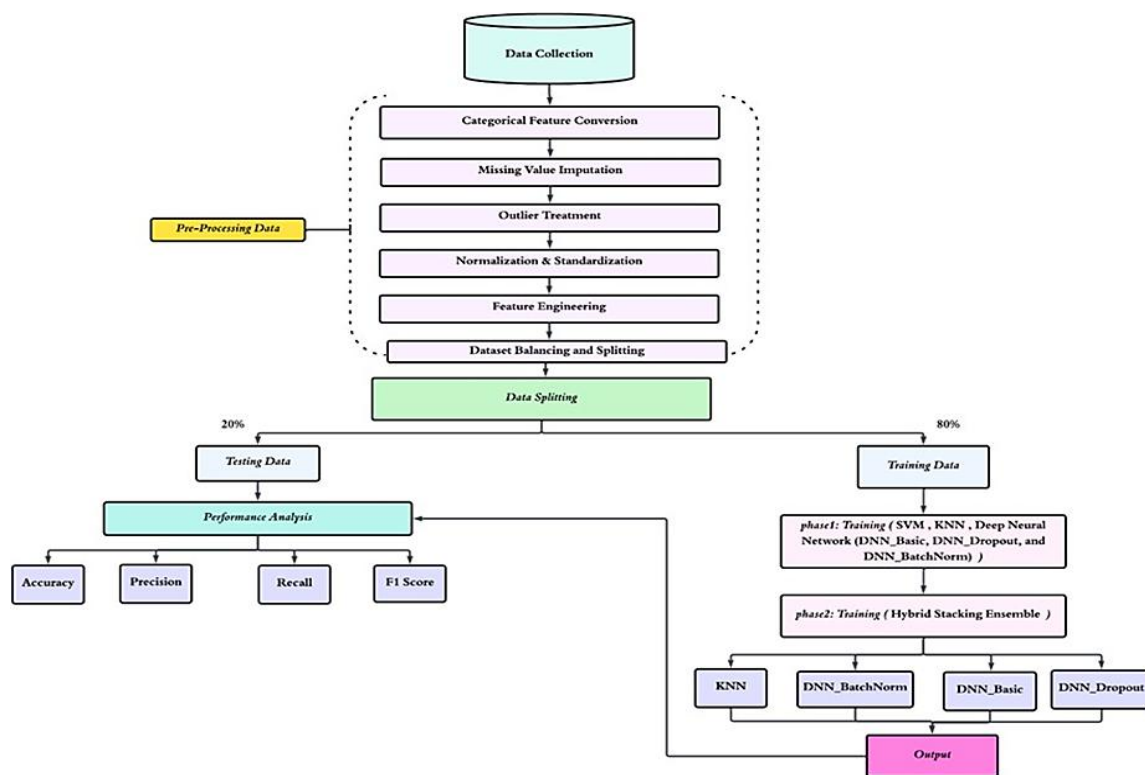 Data Collection
Categorical Feature Conversion
Missing Value Imputation
Outlier Treatment
Pre-Processing Data
Normalization & Standardization
Feature Engineering
Dataset Balancing and Splitting
Data Splitting
20%
80%
Testing Data
Training Data
Performance Analysis
phase1: Training ( SVM , KNN , Deep Neural
Network (DNN_Basic, DNN_Dropout, and
DNN_BatchNorm) )
Accuracy
Precision
Recall
F1 Score
phase2: Training ( Hybrid Stacking Ensemble )
KNN
DNN_BatchNorm
DNN_Basic
DNN_Dropout
Output